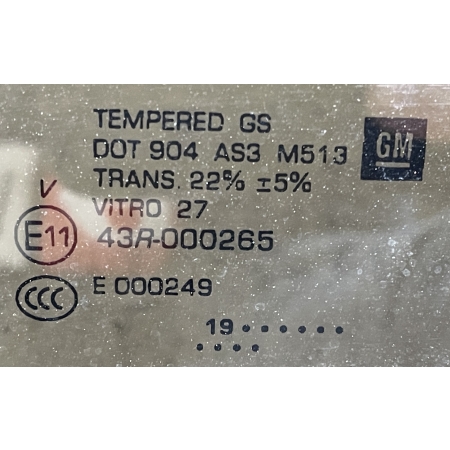 TEMPERED GS
DOT 904 AS3 M513
GM
TRANS. 22% ±5%
V
VITRO 27
E11
43R-000265
CCC
E 000249
19 • • • • • •
• • • •